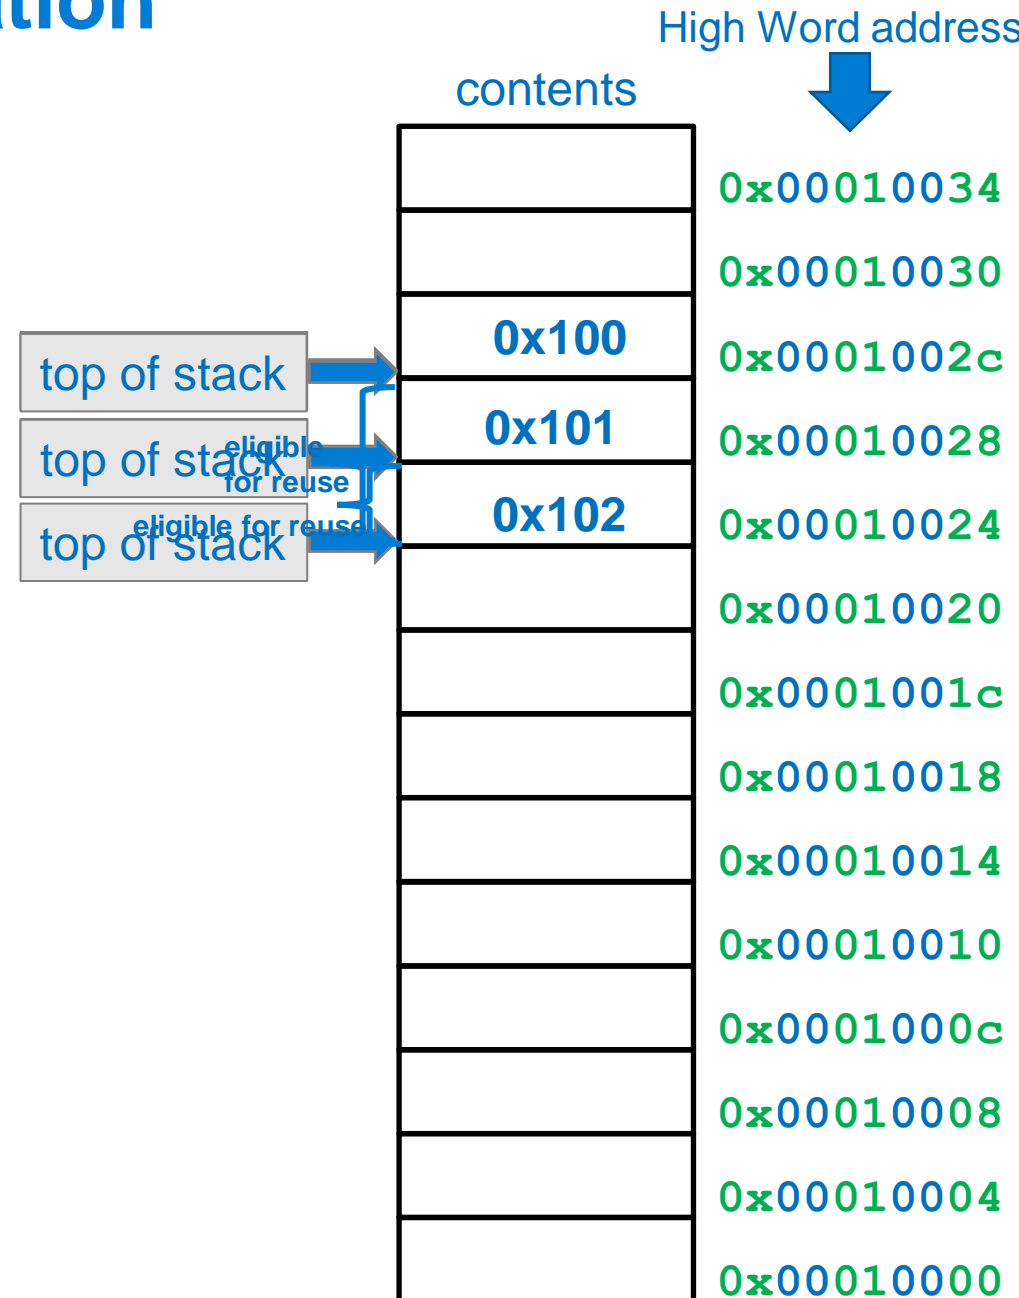 High Word address
contents
0x00010034
0x00010030
0x100
0x0001002c
top of stack
0x101
0x00010028
top of stack
eligible
for reuse
0x102
0x00010024
top of stack
eligible for reuse
0x00010020
0x0001001c
0x00010018
0x00010014
0x00010010
0x0001000c
0x00010008
0x00010004
0x00010000